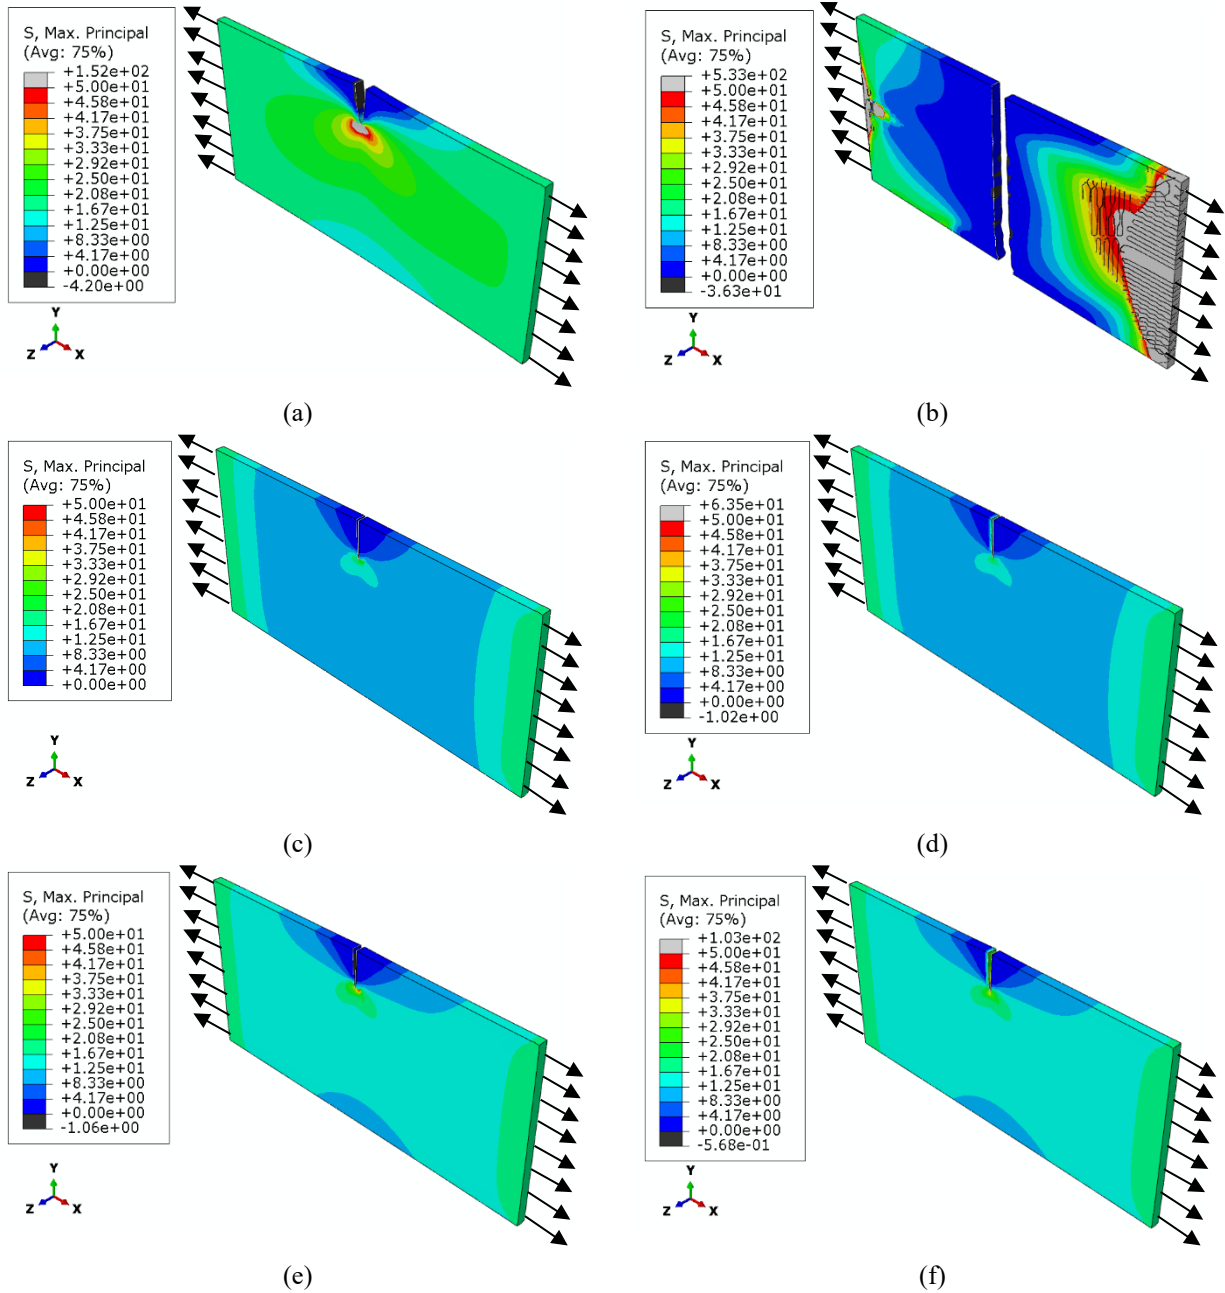 S, Max. Principal
(Avg: 75%)
+1.52e+02
+5.00e+01
+4.58e+01
+4.17e+01
+3.75e+01
+3.33e+01
+2.92e+01
+2.50e+01
+2.08e+01
+1.67e+01
+1.25e+01
+8.33e+00
+4.17e+00
+0.00e+00
-4.20e+00
Y
Z X
(a)
S, Max. Principal
(Avg: 75%)
+5.33e+02
+5.00e+01
+4.58e+01
+4.17e+01
+3.75e+01
+3.33e+01
+2.92e+01
+2.50e+01
+2.08e+01
+1.67e+01
+1.25e+01
+8.33e+00
+4.17e+00
+0.00e+00
-3.63e+01
Y
Z X
(b)
S, Max. Principal
(Avg: 75%)
+5.00e+01
+4.58e+01
+4.17e+01
+3.75e+01
+3.33e+01
+2.92e+01
+2.50e+01
+2.08e+01
+1.67e+01
+1.25e+01
+8.33e+00
+4.17e+00
+0.00e+00
Y
Z X
(c)
S, Max. Principal
(Avg: 75%)
+6.35e+01
+5.00e+01
+4.58e+01
+4.17e+01
+3.75e+01
+3.33e+01
+2.92e+01
+2.50e+01
+2.08e+01
+1.67e+01
+1.25e+01
+8.33e+00
+4.17e+00
+0.00e+00
-1.02e+00
Y
Z X
(d)
S, Max. Principal
(Avg: 75%)
+5.00e+01
+4.58e+01
+4.17e+01
+3.75e+01
+3.33e+01
+2.92e+01
+2.50e+01
+2.08e+01
+1.67e+01
+1.25e+01
+8.33e+00
+4.17e+00
+0.00e+00
-1.06e+00
Y
Z X
(e)
S, Max. Principal
(Avg: 75%)
+1.03e+02
+5.00e+01
+4.58e+01
+4.17e+01
+3.75e+01
+3.33e+01
+2.92e+01
+2.50e+01
+2.08e+01
+1.67e+01
+1.25e+01
+8.33e+00
+4.17e+00
+0.00e+00
-5.68e-01
Y
Z X
(f)